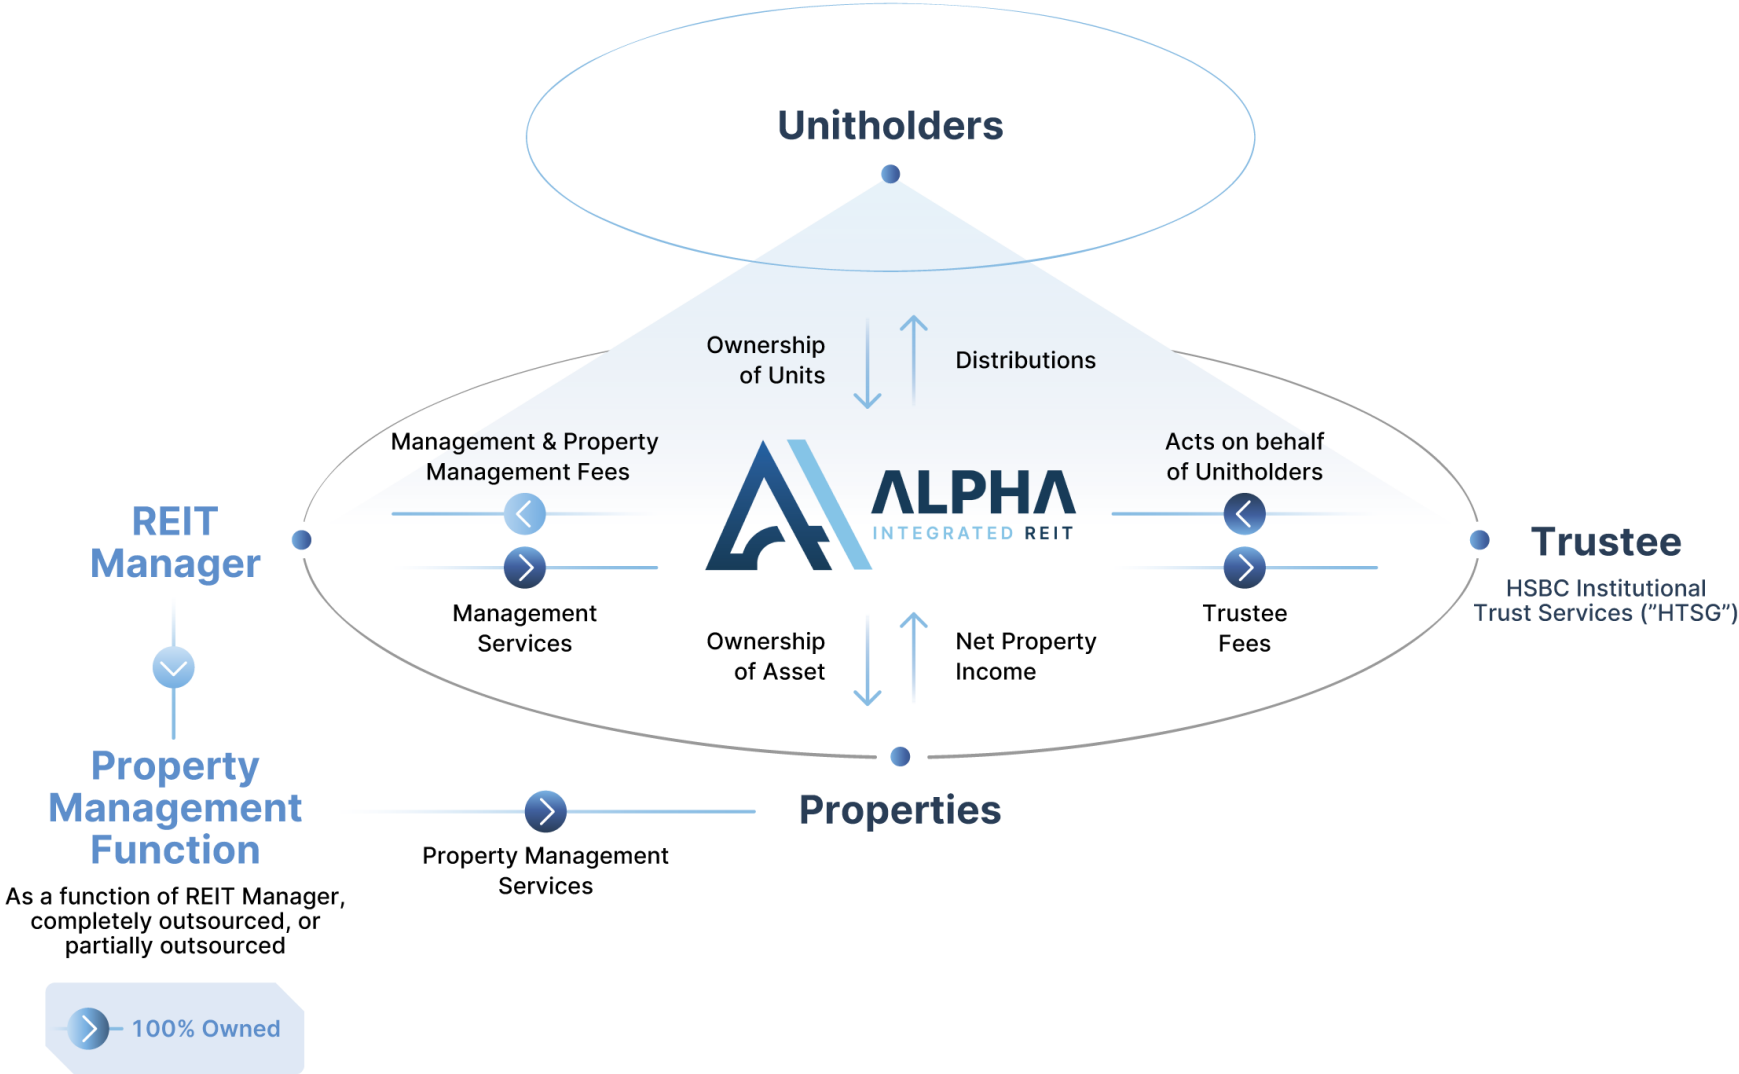 Unitholders
Ownership
of Units
Distributions
Management & Property
Management Fees
Acts on behalf
of Unitholders
ALPHA
INTEGRATED REIT
REIT
Manager
Trustee
HSBC Institutional
Trust Services (”HTSG”)
Management
Services
Ownership
of Asset
Net Property
Income
Trustee
Fees
Property
Management
Function
As a function of REIT Manager,
completely outsourced, or
partially outsourced
Properties
Property Management
Services
100% Owned